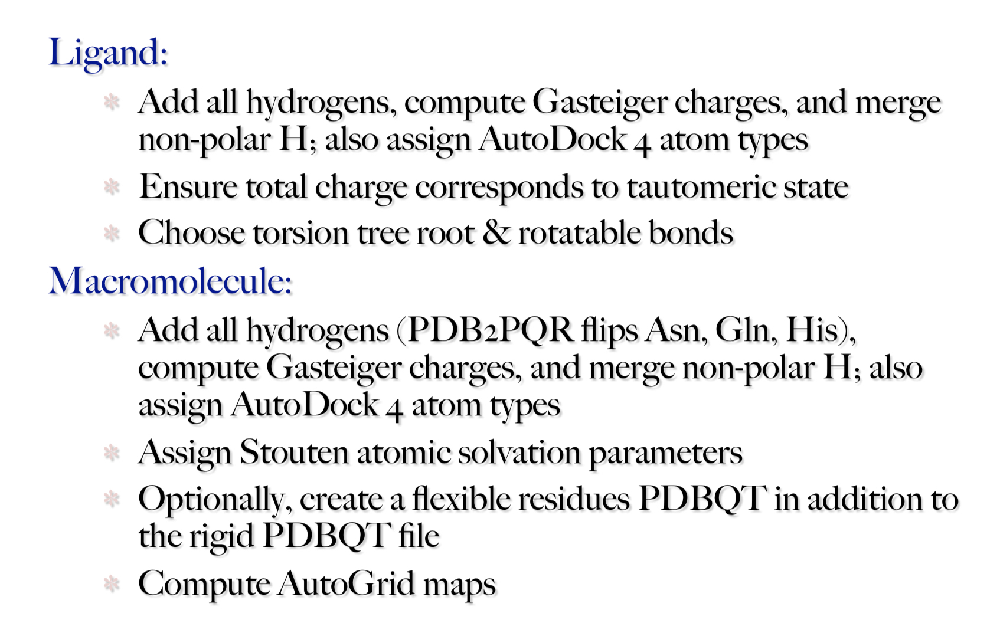 Ligand:
* Add all hydrogens, compute Gasteiger charges, and merge
non-polar H; also assign AutoDock 4 atom types
* Ensure total charge corresponds to tautomeric state
* Choose torsion tree root & rotatable bonds
Macromolecule:
* Add all hydrogens (PDB2PQR flips Asn, Gln, His),
compute Gasteiger charges, and merge non-polar H; also
assign AutoDock 4 atom types
* Assign Stouten atomic solvation parameters
* Optionally, create a flexible residues PDBQT in addition to
the rigid PDBQT file
* Compute AutoGrid maps